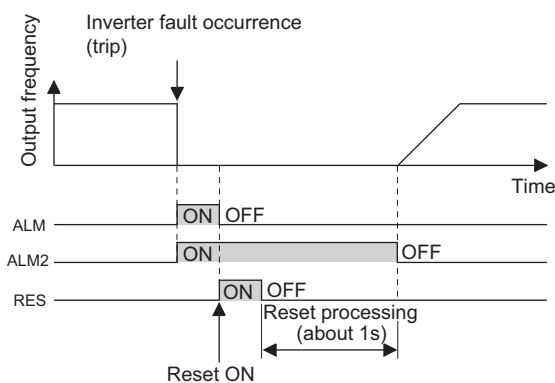 Inverter fault occurrence
(trip)
Output frequency
Time
ALM
ON
OFF
ALM2
ON
OFF
RES
ON
OFF
Reset processing
(about 1s)
Reset ON